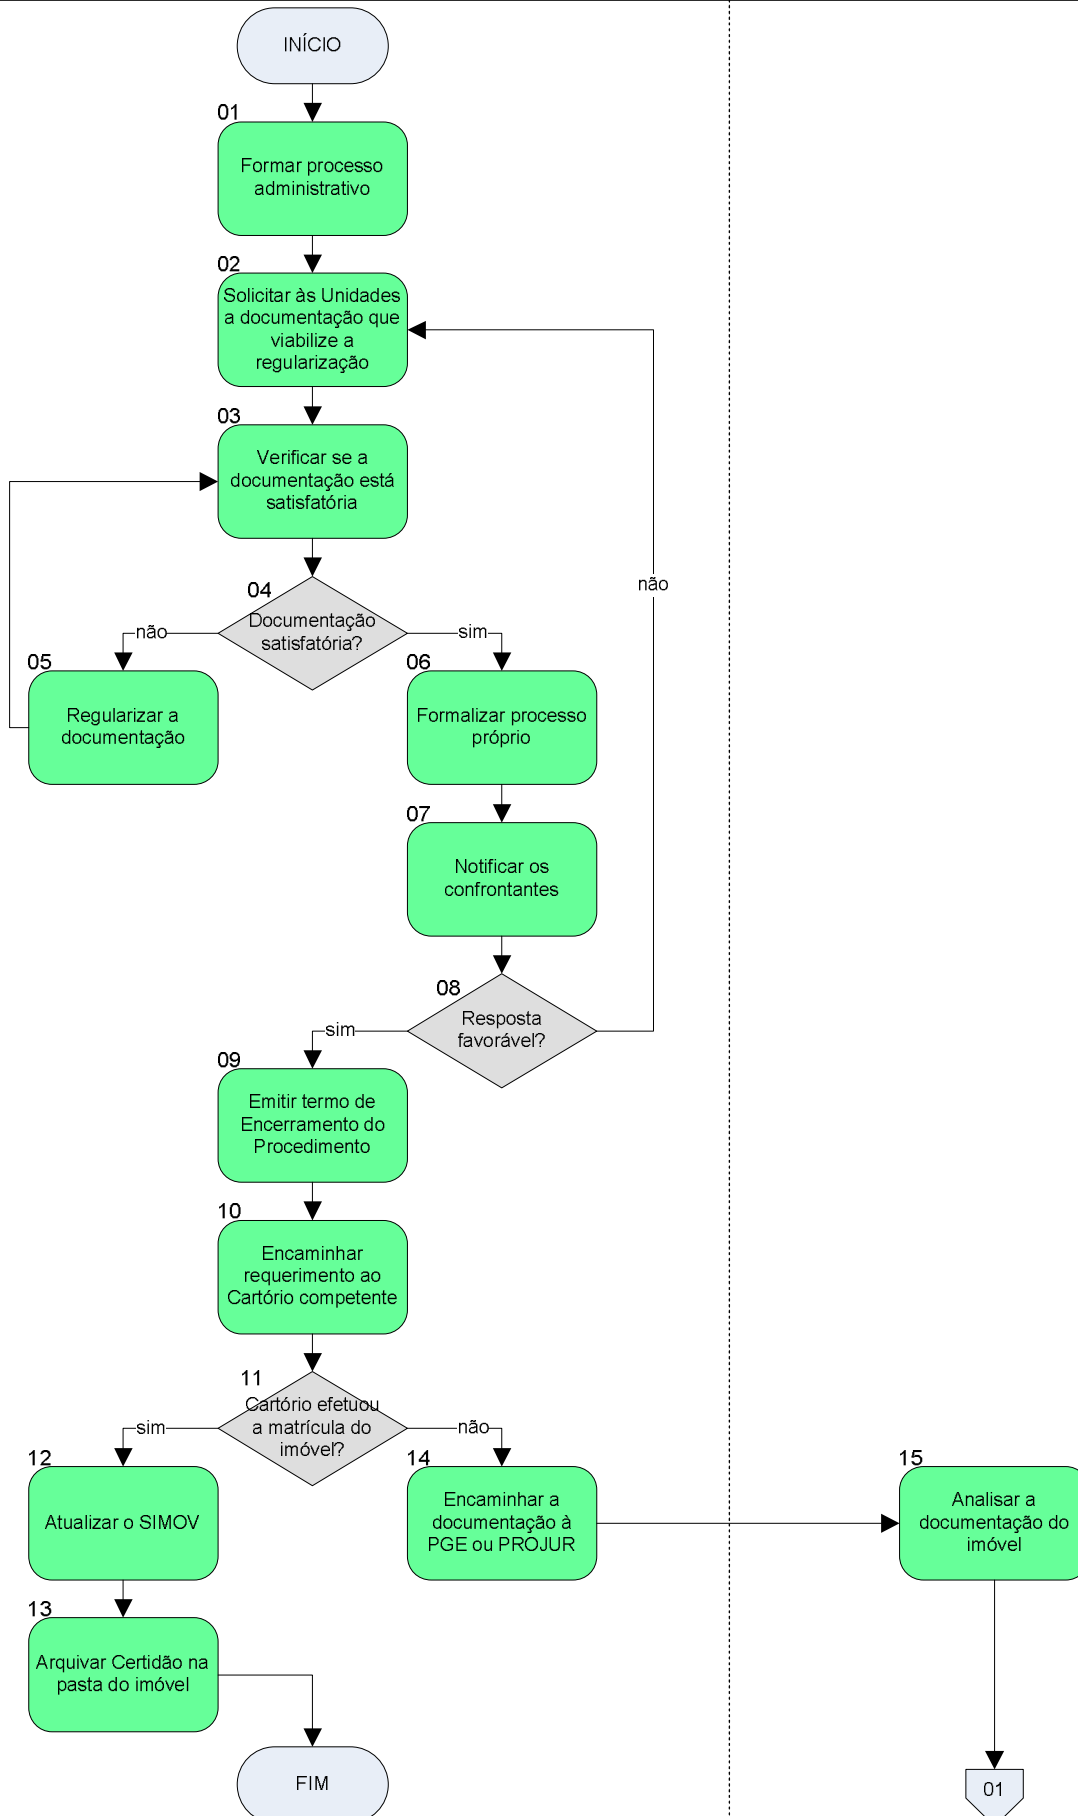 INÍCIO
01
Formar processo
administrativo
02
Solicitar às Unidades
a documentação que
viabilize a
regularização
03
Verificar se a
documentação está
satisfatória
04
Documentação
satisfatória?
não
sim
não
05
Regularizar a
documentação
06
Formalizar processo
próprio
07
Notificar os
confrontantes
08
Resposta
favorável?
sim
09
Emitir termo de
Encerramento do
Procedimento
10
Encaminhar
requerimento ao
Cartório competente
11
Cartório efetuou
a matrícula do
imóvel?
sim
não
12
Atualizar o SIMOV
14
Encaminhar a
documentação à
PGE ou PROJUR
15
Analisar a
documentação do
imóvel
13
Arquivar Certidão na
pasta do imóvel
FIM
01